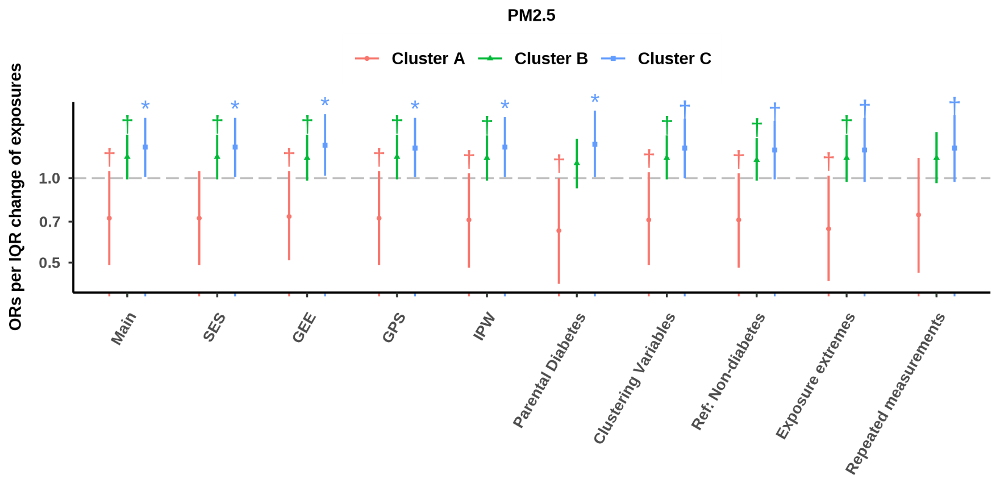 PM2.5
Cluster A Cluster B Cluster C
ORs per IQR change of exposures
* * * * * *
† † † † † † † † † † † † † † † † † † † †
1.0
0.7
0.5
Main SES GEE GPS IPW Parental Diabetes Clustering Variables Ref: Non-diabetes Exposure extremes Repeated measurements